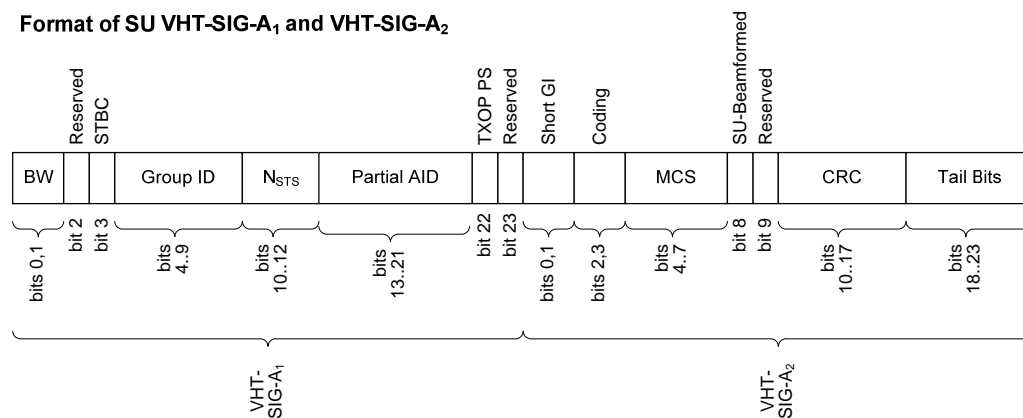 Format of SU VHT-SIG-A₁ and VHT-SIG-A₂
Reserved
STBC
TXOP PS
Reserved
Short GI
Coding
SU-Beamformed
Reserved
BW
Group ID
N_STS
Partial AID
MCS
CRC
Tail Bits
bits 0,1
bit 2
bit 3
bits
4..9
bits
10..12
bits
13..21
bit 22
bit 23
bits 0,1
bits 2,3
bits
4..7
bit 8
bit 9
bits
10..17
bits
18..23
VHT-
SIG-A₁
VHT-
SIG-A₂